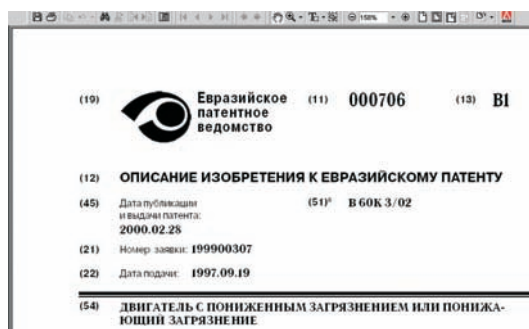 158%
(19) Евразийское патентное ведомство (11) 000706 (13) B1
(12) ОПИСАНИЕ ИЗОБРЕТЕНИЯ К ЕВРАЗИЙСКОМУ ПАТЕНТУ
(45) Дата публикации и выдачи патента: 2000.02.28 (51)⁶ B 60K 3/02
(21) Номер заявки: 199900307
(22) Дата подачи: 1997.09.19
(54) ДВИГАТЕЛЬ С ПОНИЖЕННЫМ ЗАГРЯЗНЕНИЕМ ИЛИ ПОНИЖА-
ЮЩИЙ ЗАГРЯЗНЕНИЕ